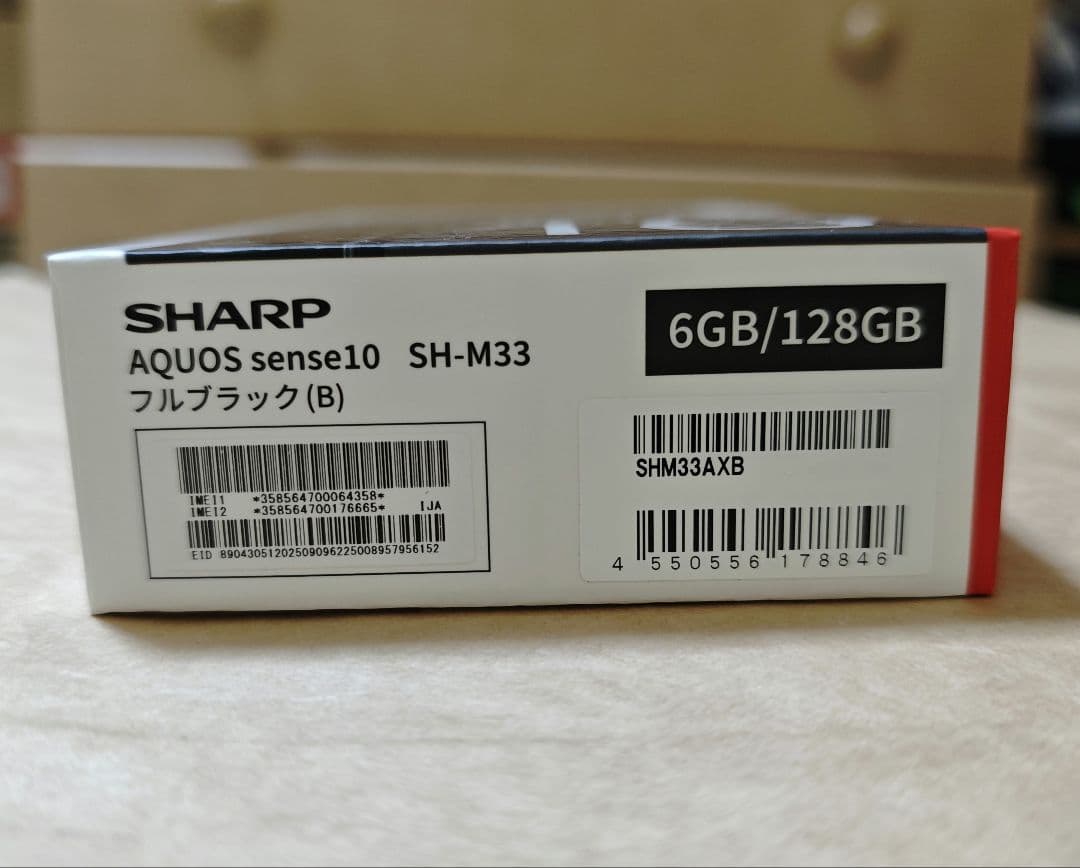 SHARP
AQUOS sense10 SH-M33
フルブラック(B)
6GB/128GB
IMEI1 *358564700064358*
IMEI2 *358564700176665* IJA
EID 89043051202509096225008957956152
SHM33AXB
4 550556 178846